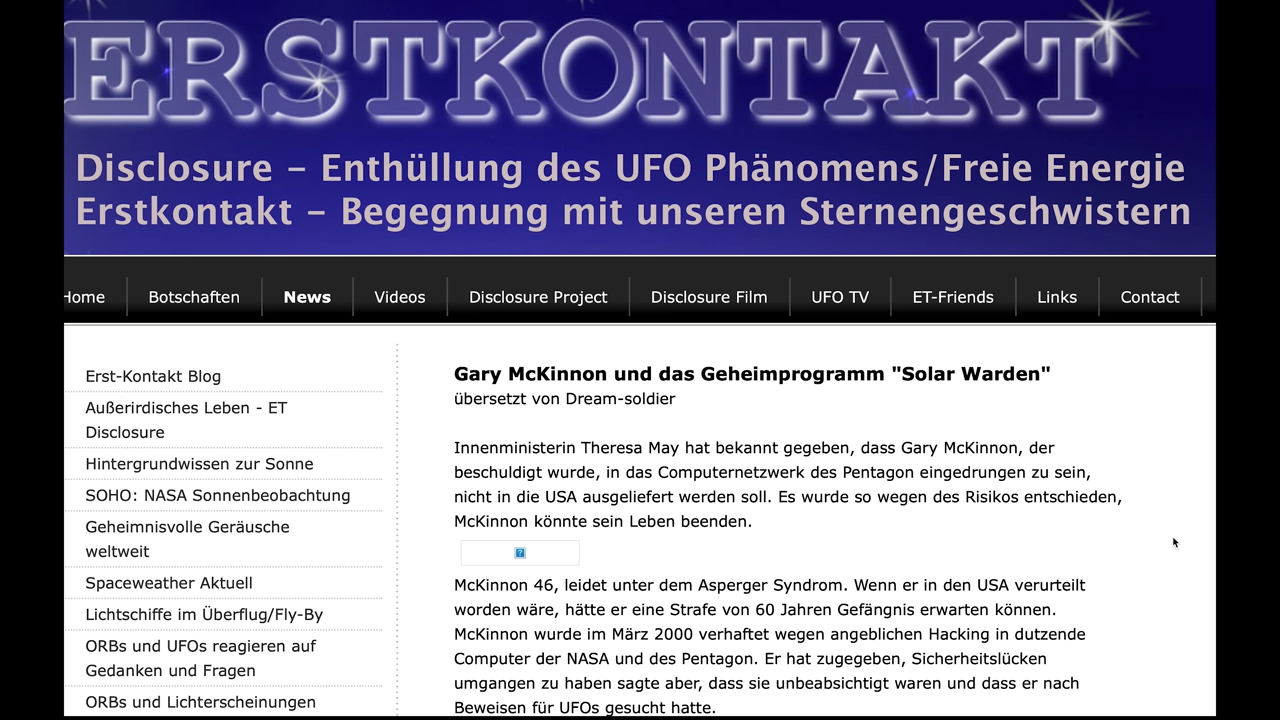 ERSTKONTAKT
Disclosure – Enthüllung des UFO Phänomens/Freie Energie
Erstkontakt – Begegnung mit unseren Sternengeschwistern
Home
Botschaften
News
Videos
Disclosure Project
Disclosure Film
UFO TV
ET-Friends
Links
Contact
Erst-Kontakt Blog
Außerirdisches Leben - ET
Disclosure
Hintergrundwissen zur Sonne
SOHO: NASA Sonnenbeobachtung
Geheimnisvolle Geräusche
weltweit
Spaceweather Aktuell
Lichtschiffe im Überflug/Fly-By
ORBs und UFOs reagieren auf
Gedanken und Fragen
ORBs und Lichterscheinungen
Gary McKinnon und das Geheimprogramm "Solar Warden"
übersetzt von Dream-soldier
Innenministerin Theresa May hat bekannt gegeben, dass Gary McKinnon, der
beschuldigt wurde, in das Computernetzwerk des Pentagon eingedrungen zu sein,
nicht in die USA ausgeliefert werden soll. Es wurde so wegen des Risikos entschieden,
McKinnon könnte sein Leben beenden.
McKinnon 46, leidet unter dem Asperger Syndrom. Wenn er in den USA verurteilt
worden wäre, hätte er eine Strafe von 60 Jahren Gefängnis erwarten können.
McKinnon wurde im März 2000 verhaftet wegen angeblichen Hacking in dutzende
Computer der NASA und des Pentagon. Er hat zugegeben, Sicherheitslücken
umgangen zu haben sagte aber, dass sie unbeabsichtigt waren und dass er nach
Beweisen für UFOs gesucht hatte.